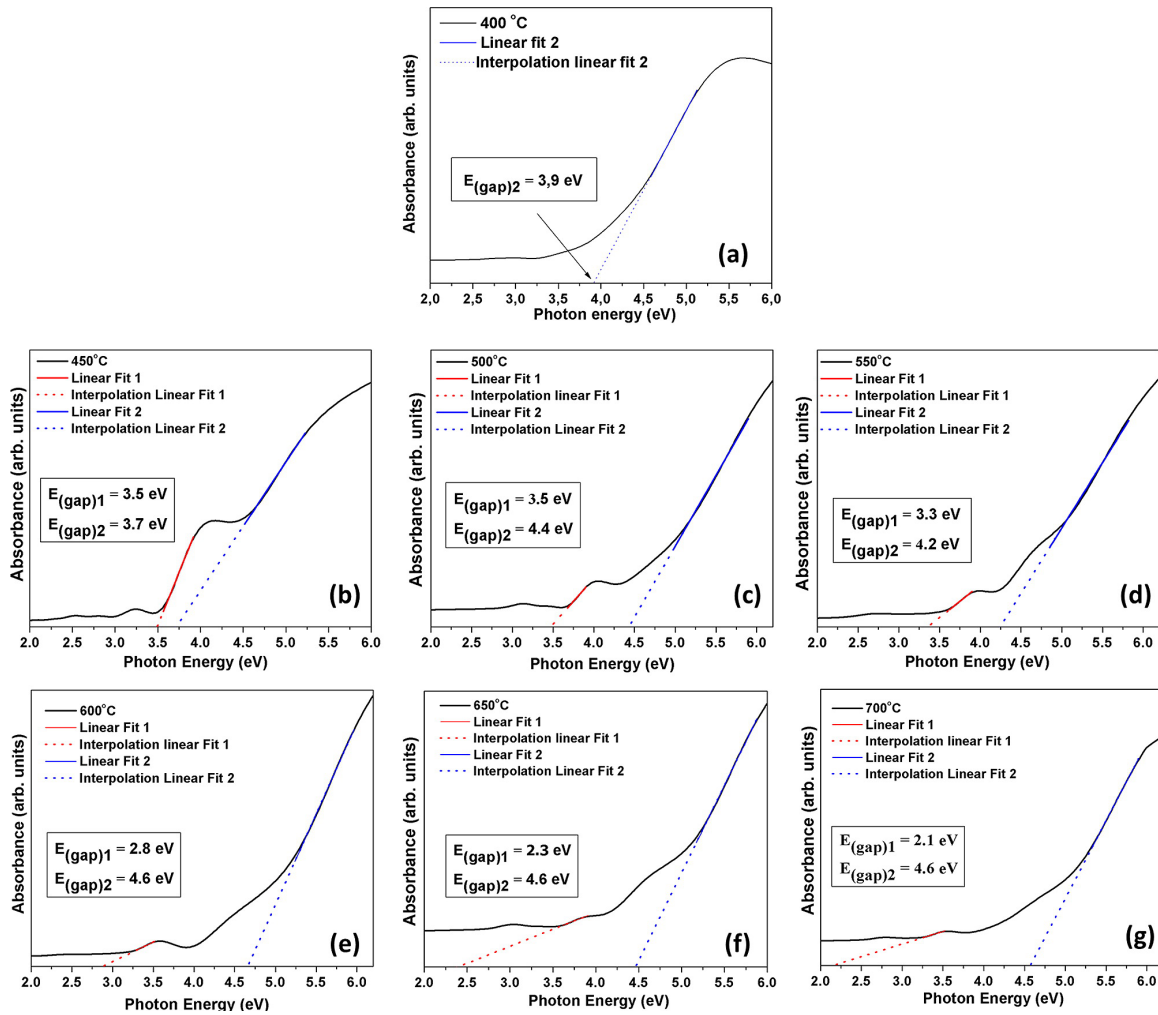 400 °C
Linear fit 2
Interpolation linear fit 2
Absorbance (arb. units)
E(gap)2 = 3,9 eV
(a)
2,0 2,5 3,0 3,5 4,0 4,5 5,0 5,5 6,0
Photon energy (eV)
450°C
Linear Fit 1
Interpolation Linear Fit 1
Linear Fit 2
Interpolation Linear Fit 2
Absorbance (arb. units)
E(gap)1 = 3.5 eV
E(gap)2 = 3.7 eV
(b)
2.0 2.5 3.0 3.5 4.0 4.5 5.0 5.5 6.0
Photon Energy (eV)
500°C
Linear Fit 1
Interpolation Linear Fit 1
Linear Fit 2
Interpolation Linear Fit 2
Absorbance (arb. units)
E(gap)1 = 3.5 eV
E(gap)2 = 4.4 eV
(c)
2.0 2.5 3.0 3.5 4.0 4.5 5.0 5.5 6.0
Photon Energy (eV)
550°C
Linear Fit 1
Interpolation Linear Fit 1
Linear Fit 2
Interpolation Linear Fit 2
Absorbance (arb. units)
E(gap)1 = 3.3 eV
E(gap)2 = 4.2 eV
(d)
2.0 2.5 3.0 3.5 4.0 4.5 5.0 5.5 6.0
Photon Energy (eV)
600°C
Linear Fit 1
Interpolation linear Fit 1
Linear Fit 2
Interpolation Linear Fit 2
Absorbance (arb. units)
E(gap)1 = 2.8 eV
E(gap)2 = 4.6 eV
(e)
2.0 2.5 3.0 3.5 4.0 4.5 5.0 5.5 6.0
Photon Energy (eV)
650°C
Linear Fit 1
Interpolation linear Fit 1
Linear Fit 2
Interpolation Linear Fit 2
Absorbance (arb. units)
E(gap)1 = 2.3 eV
E(gap)2 = 4.6 eV
(f)
2.0 2.5 3.0 3.5 4.0 4.5 5.0 5.5 6.0
Photon Energy (eV)
700°C
Linear Fit 1
Interpolation linear Fit 1
Linear Fit 2
Interpolation Linear Fit 2
Absorbance (arb. units)
E(gap)1 = 2.1 eV
E(gap)2 = 4.6 eV
(g)
2.0 2.5 3.0 3.5 4.0 4.5 5.0 5.5 6.0
Photon Energy (eV)